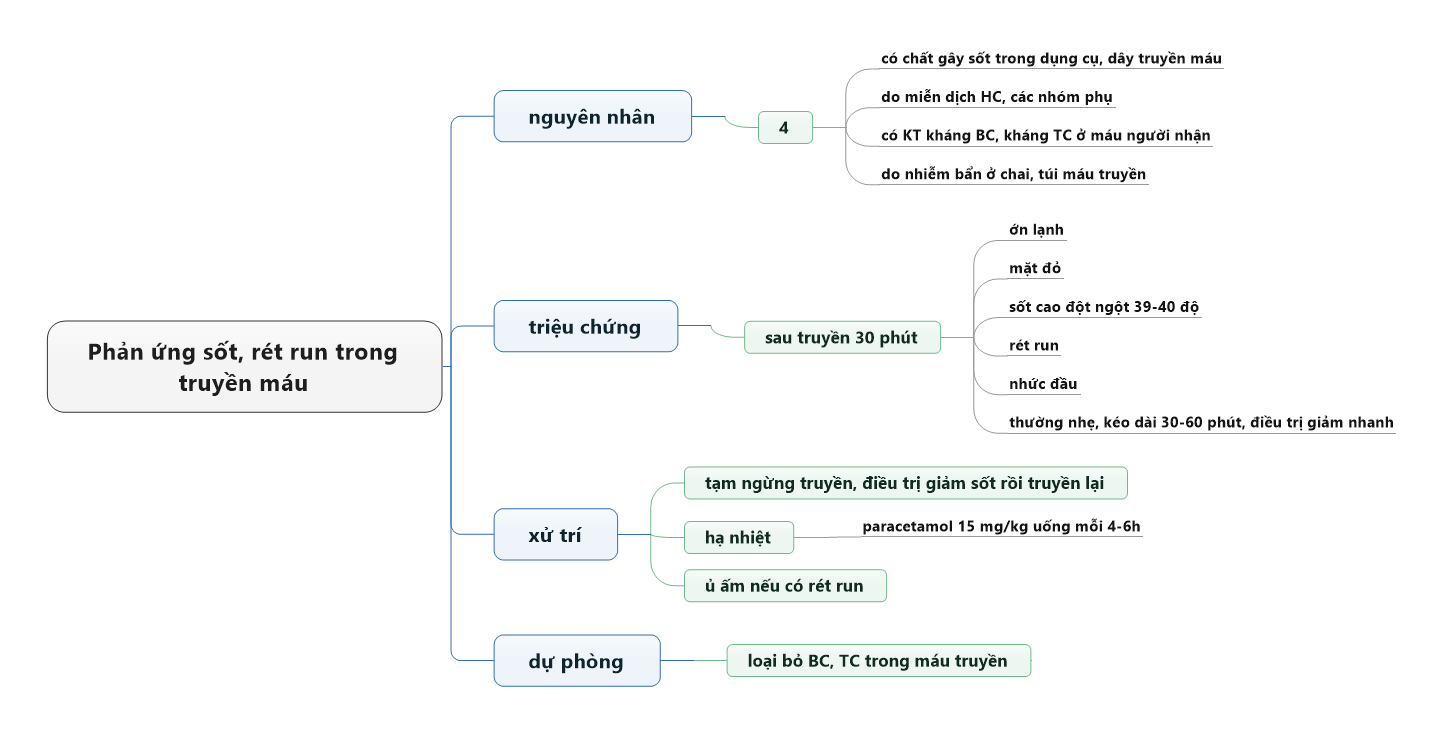 Phản ứng sốt, rét run trong
truyền máu
nguyên nhân
4
có chất gây sốt trong dụng cụ, dây truyền máu
do miễn dịch HC, các nhóm phụ
có KT kháng BC, kháng TC ở máu người nhận
do nhiễm bẩn ở chai, túi máu truyền
triệu chứng
sau truyền 30 phút
ớn lạnh
mặt đỏ
sốt cao đột ngột 39-40 độ
rét run
nhức đầu
thường nhẹ, kéo dài 30-60 phút, điều trị giảm nhanh
xử trí
tạm ngừng truyền, điều trị giảm sốt rồi truyền lại
hạ nhiệt
paracetamol 15 mg/kg uống mỗi 4-6h
ủ ấm nếu có rét run
dự phòng
loại bỏ BC, TC trong máu truyền